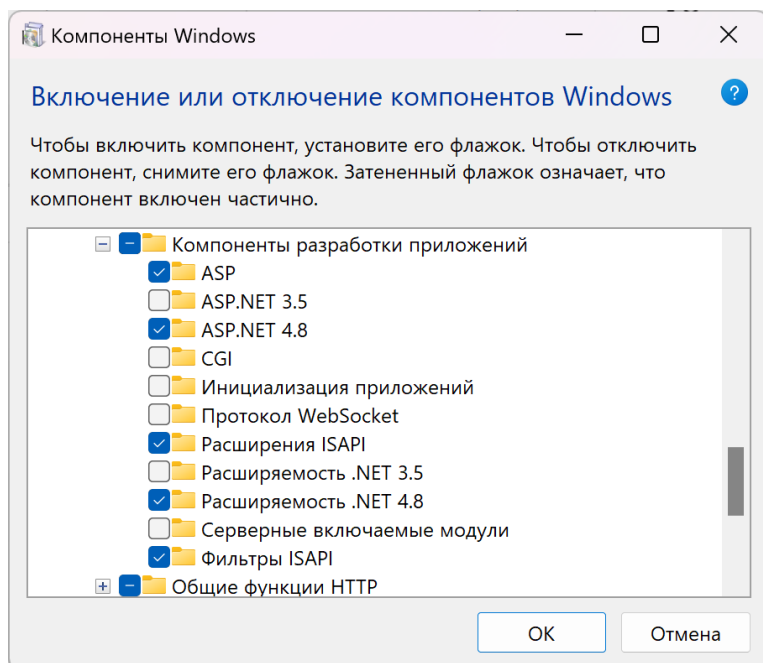 Компоненты Windows
Включение или отключение компонентов Windows
?
Чтобы включить компонент, установите его флажок. Чтобы отключить
компонент, снимите его флажок. Затененный флажок означает, что
компонент включен частично.
Компоненты разработки приложений
ASP
ASP.NET 3.5
ASP.NET 4.8
CGI
Инициализация приложений
Протокол WebSocket
Расширения ISAPI
Расширяемость .NET 3.5
Расширяемость .NET 4.8
Серверные включаемые модули
Фильтры ISAPI
Общие функции HTTP
ОК
Отмена